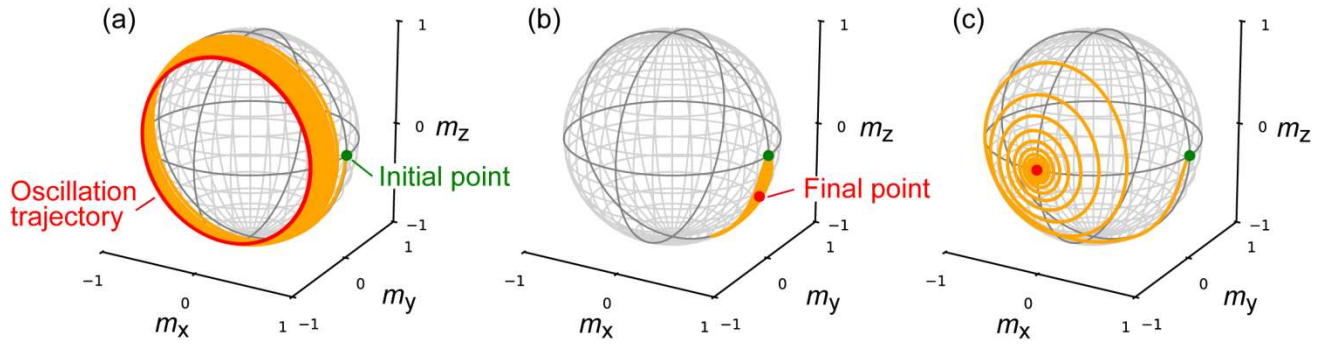 (a)
1
m_z
0
-1
Initial point
Oscillation
trajectory
-1
0
1
m_x
-1
0
1
m_y
(b)
1
m_z
0
-1
Final point
-1
0
1
m_x
-1
0
1
m_y
(c)
1
m_z
0
-1
-1
0
1
m_x
-1
0
1
m_y